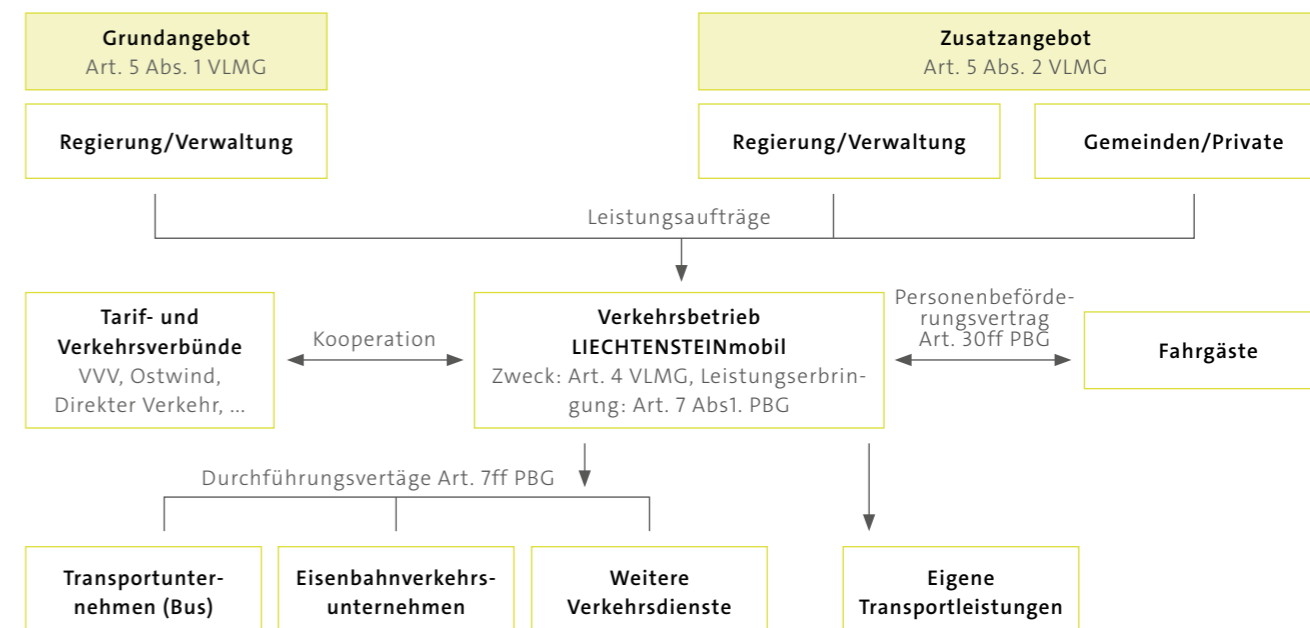 Grundangebot
Art. 5 Abs. 1 VLMG
Zusatzangebot
Art. 5 Abs. 2 VLMG
Regierung/Verwaltung
Regierung/Verwaltung
Gemeinden/Private
Leistungsaufträge
Tarif- und
Verkehrsverbünde
VVV, Ostwind,
Direkter Verkehr, ...
Kooperation
Verkehrsbetrieb
LIECHTENSTEINmobil
Zweck: Art. 4 VLMG, Leistungserbrin-
gung: Art. 7 Abs1. PBG
Personenbeförde-
rungsvertrag
Art. 30ff PBG
Fahrgäste
Durchführungsvertäge Art. 7ff PBG
Transportunter-
nehmen (Bus)
Eisenbahnverkehrs-
unternehmen
Weitere
Verkehrsdienste
Eigene
Transportleistungen